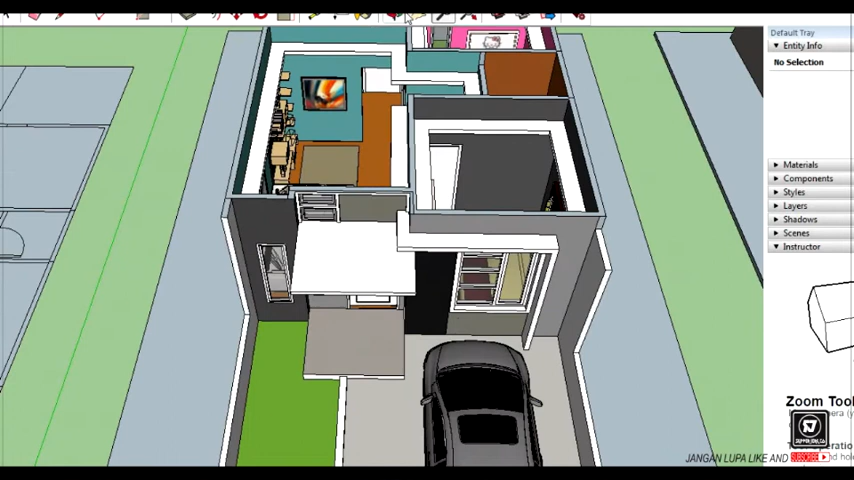 Default Tray
Entity Info
No Selection
Materials
Components
Styles
Layers
Shadows
Scenes
Instructor
Zoom Tool
JANGAN LUPA LIKE AND SUBSCRIBE